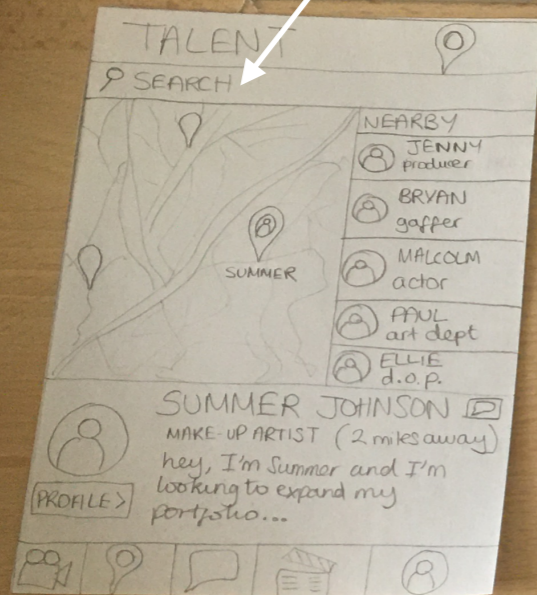 TALENT
SEARCH
NEARBY
JENNY
producer
BRYAN
gaffer
MALCOLM
actor
PAUL
art dept
ELLIE
d.o.p.
SUMMER
SUMMER JOHNSON
MAKE-UP ARTIST (2 miles away)
hey, I'm Summer and I'm
looking to expand my
portfolio...
PROFILE >